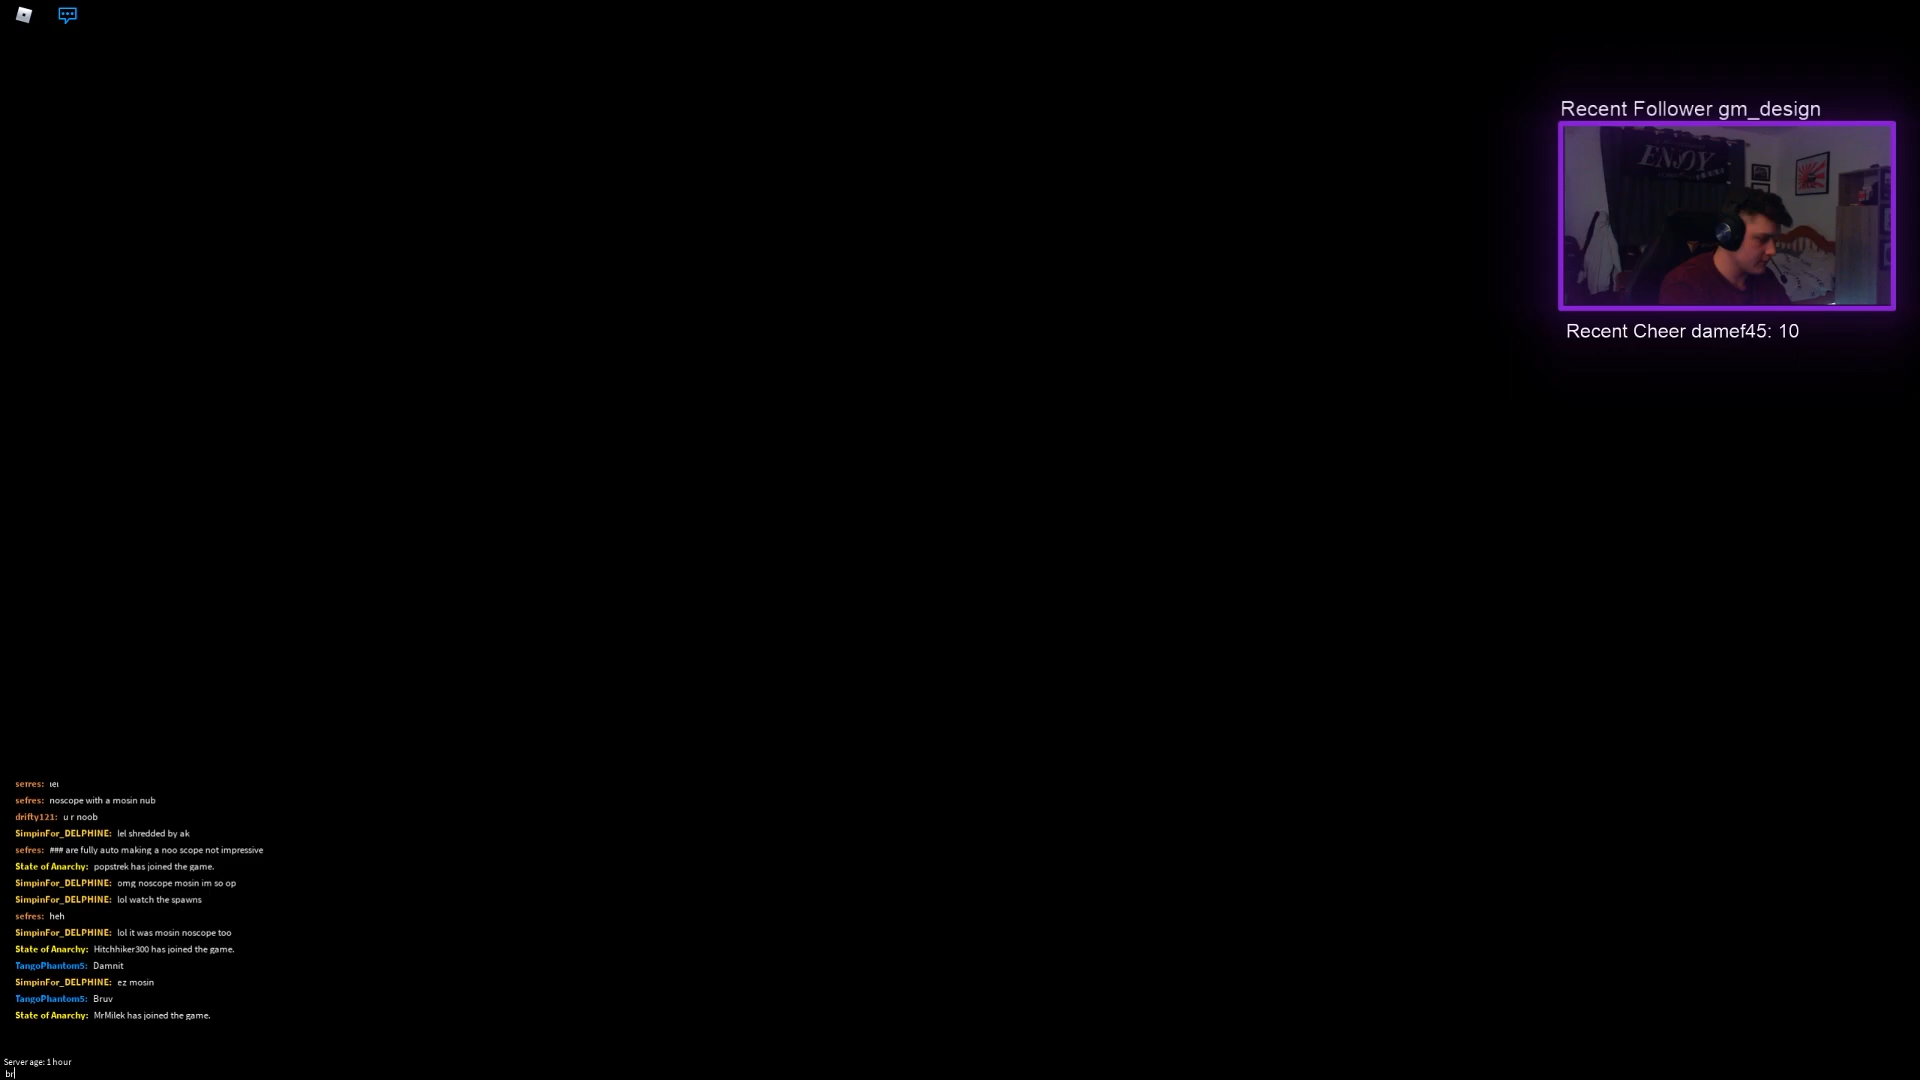 Recent Follower gm_design
ENJOY
Recent Cheer damef45: 10
sefres: lel
sefres: noscope with a mosin nub
drifty121: u r noob
SimpinFor_DELPHINE: lel shredded by ak
sefres: ### are fully auto making a noo scope not impressive
State of Anarchy: popstrek has joined the game.
SimpinFor_DELPHINE: omg noscope mosin im so op
SimpinFor_DELPHINE: lol watch the spawns
sefres: heh
SimpinFor_DELPHINE: lol it was mosin noscope too
State of Anarchy: Hitchhiker300 has joined the game.
TangoPhantom5: Damnit
SimpinFor_DELPHINE: ez mosin
TangoPhantom5: Bruv
State of Anarchy: MrMilek has joined the game.
Server age: 1 hour
br